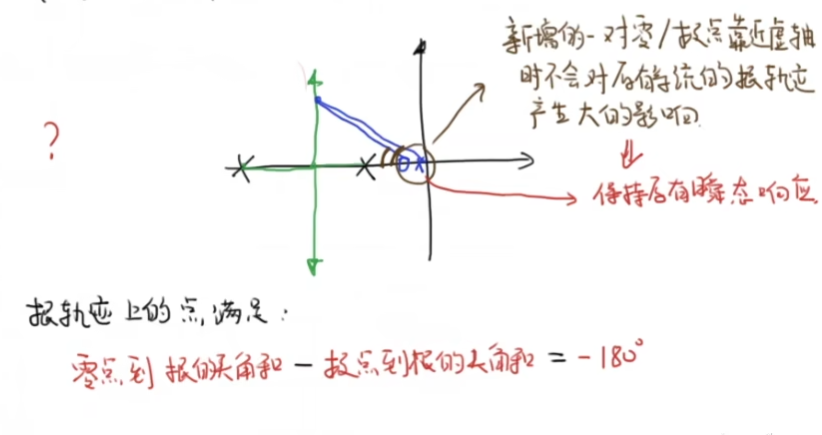 新增的一对零/极点靠近虚轴
时不会对原有系统的根轨迹
产生大的影响
?
保持原有瞬态响应.
根轨迹上的点,满足:
零点到根的夹角和 - 极点到根的夹角和 = -180°